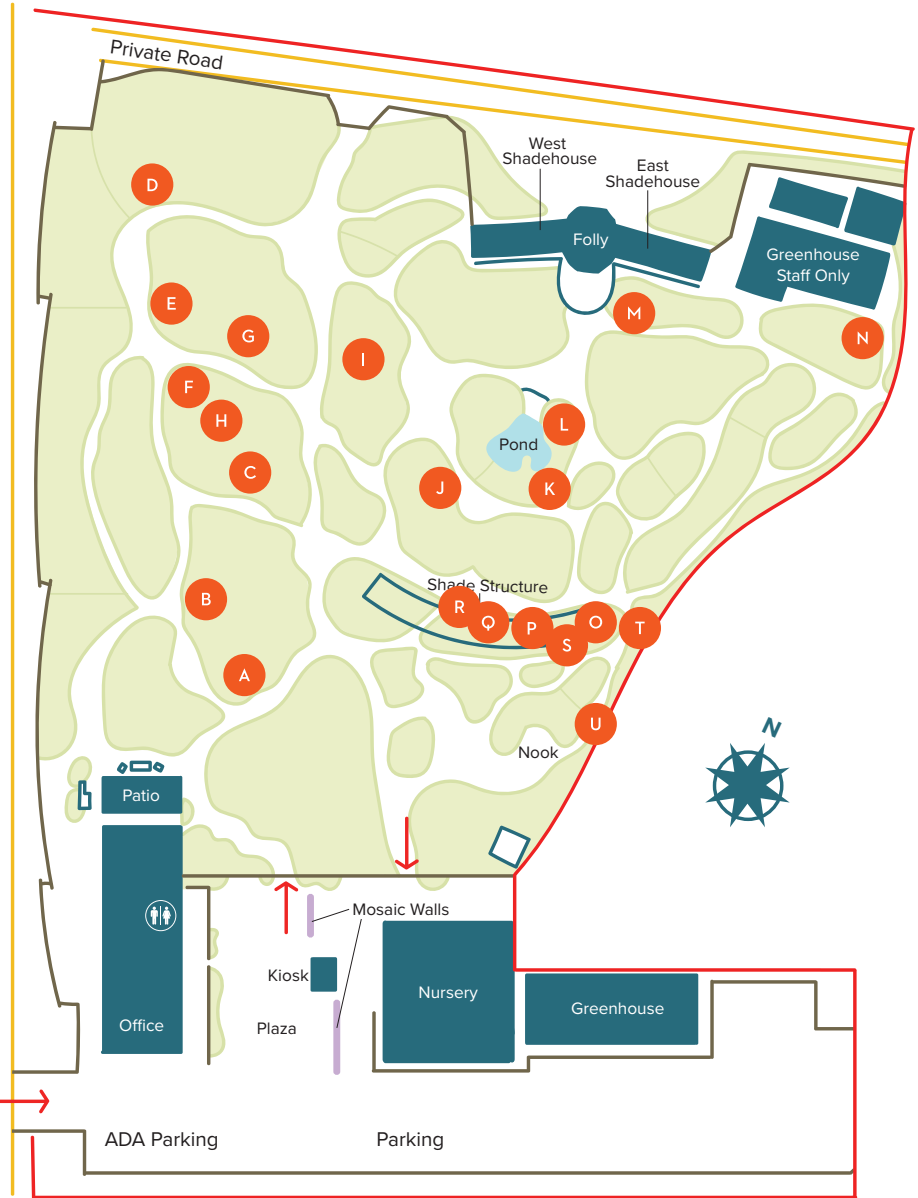 Private Road
West
Shadehouse
East
Shadehouse
D
Folly
Greenhouse
Staff Only
E
M
G
N
I
F
H
L
Pond
C
J
K
Shade Structure
B
R
Q
P
O
T
S
A
U
Nook
N
Patio
Mosaic Walls
Kiosk
Nursery
Greenhouse
Office
Plaza
ADA Parking
Parking